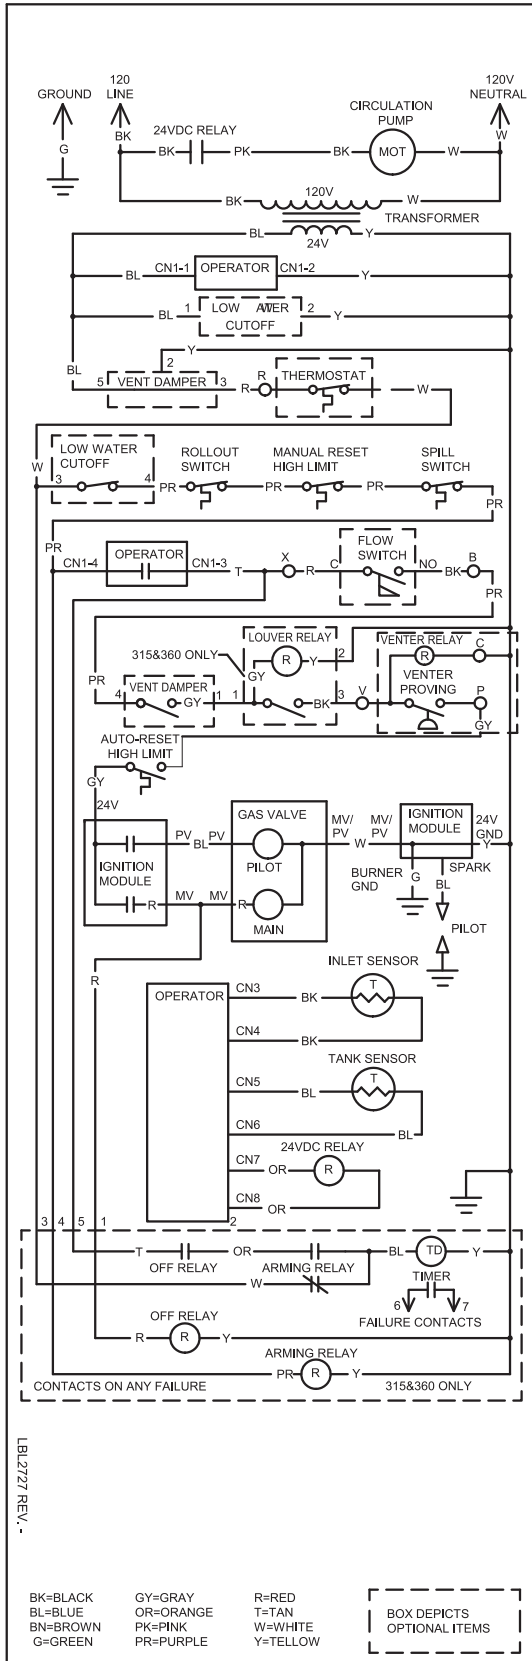 GROUND
120
LINE
120V
NEUTRAL
BK
G
W
24VDC RELAY
CIRCULATION
PUMP
BK
PK
BK
MOT
W
120V
BK
W
TRANSFORMER
BL
24V
Y
CN1-1
OPERATOR
CN1-2
BL
Y
BL
1
LOW WATER
CUTOFF
2
Y
BL
Y
2
5
VENT DAMPER
3
R
R
THERMOSTAT
W
LOW WATER
CUTOFF
3
4
W
ROLLOUT
SWITCH
MANUAL RESET
HIGH LIMIT
SPILL
SWITCH
PR
PR
PR
PR
PR
CN1-4
OPERATOR
CN1-3
T
X
R
C
FLOW
SWITCH
NO
BK
B
PR
315&360 ONLY
LOUVER RELAY
R
Y
2
GY
VENTER RELAY
R
C
VENTER
PROVING
PR
4
VENT DAMPER
GY
1
1
BK
3
V
P
GY
AUTO-RESET
HIGH LIMIT
GY
24V
IGNITION
MODULE
PV
BL
PV
R
MV
MV
R
GAS VALVE
PILOT
MAIN
MV/
PV
W
MV/
PV
IGNITION
MODULE
24V
GND
Y
BURNER
GND
G
SPARK
BL
PILOT
R
OPERATOR
CN3
BK
INLET SENSOR
T
CN4
BK
TANK SENSOR
CN5
BL
T
CN6
BL
24VDC RELAY
CN7
OR
R
CN8
OR
2
3
4
5
1
T
OFF RELAY
OR
ARMING RELAY
BL
TD
Y
TIMER
W
6
7
FAILURE CONTACTS
OFF RELAY
R
R
Y
ARMING RELAY
PR
R
Y
CONTACTS ON ANY FAILURE
315&360 ONLY
LBL2727 REV. -
BK=BLACK
BL=BLUE
BN=BROWN
G=GREEN
GY=GRAY
OR=ORANGE
PK=PINK
PR=PURPLE
R=RED
T=TAN
W=WHITE
Y=YELLOW
BOX DEPICTS
OPTIONAL ITEMS